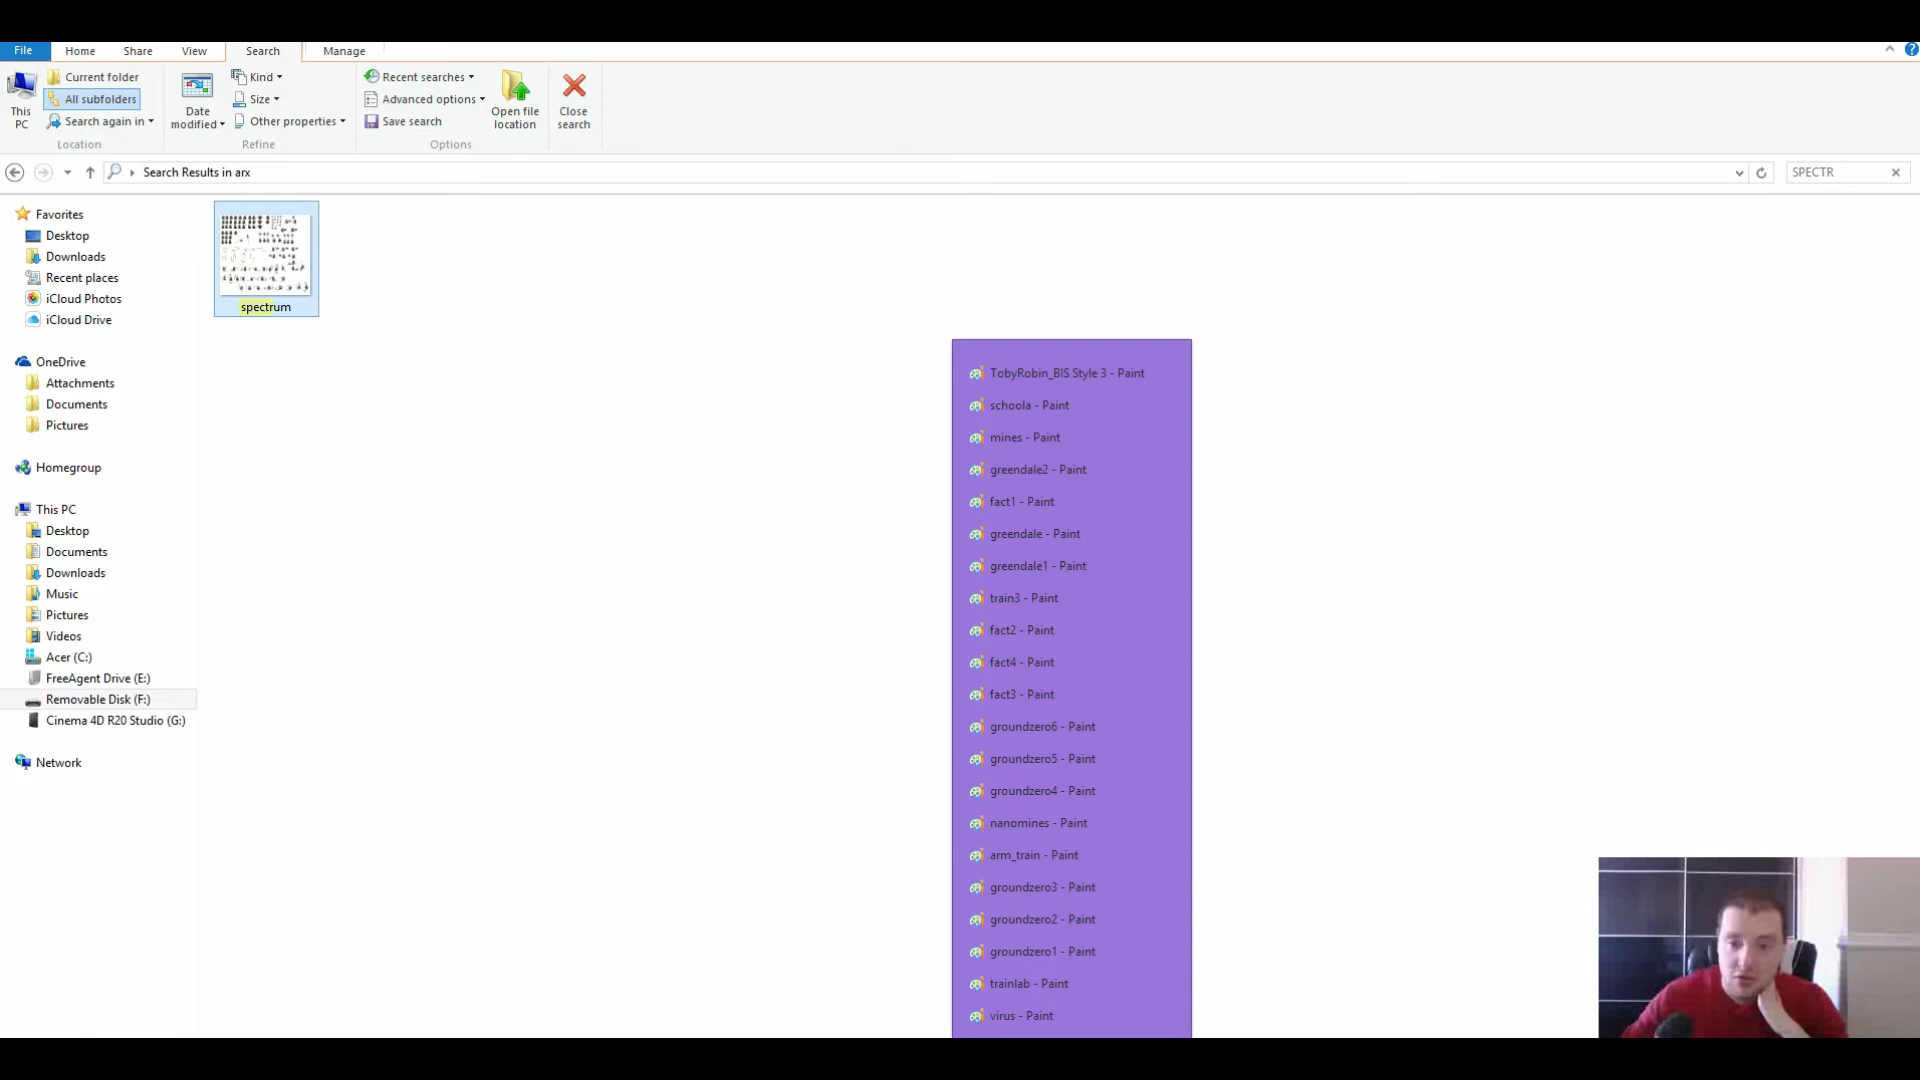 File Home Share View Search Manage
Current folder
All subfolders
Search again in
This PC
Location
Date modified
Kind
Size
Other properties
Refine
Recent searches
Advanced options
Save search
Open file location
Options
Close search
Search Results in arx
SPECTR
Favorites
Desktop
Downloads
Recent places
iCloud Photos
iCloud Drive
OneDrive
Attachments
Documents
Pictures
Homegroup
This PC
Desktop
Documents
Downloads
Music
Pictures
Videos
Acer (C:)
FreeAgent Drive (E:)
Removable Disk (F:)
Cinema 4D R20 Studio (G:)
Network
spectrum
TobyRobin_BIS Style 3 - Paint
schoola - Paint
mines - Paint
greendale2 - Paint
fact1 - Paint
greendale - Paint
greendale1 - Paint
train3 - Paint
fact2 - Paint
fact4 - Paint
fact3 - Paint
groundzero6 - Paint
groundzero5 - Paint
groundzero4 - Paint
nanomines - Paint
arm_train - Paint
groundzero3 - Paint
groundzero2 - Paint
groundzero1 - Paint
trainlab - Paint
virus - Paint